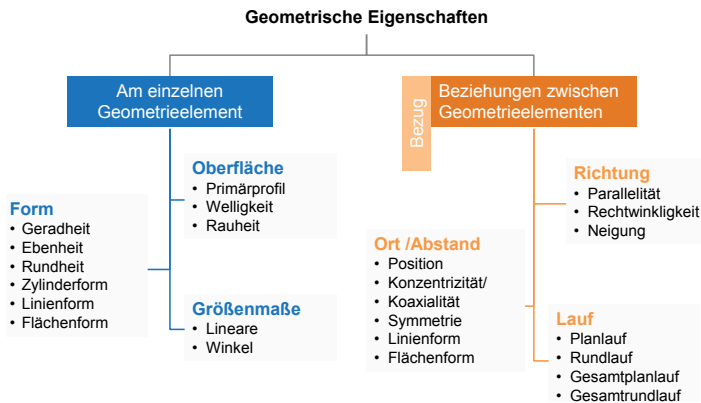 Geometrische Eigenschaften
Am einzelnen
Geometrieelement
Bezug
Beziehungen zwischen
Geometrieelementen
Oberfläche
• Primärprofil
• Welligkeit
• Rauheit
Form
• Geradheit
• Ebenheit
• Rundheit
• Zylinderform
• Linienform
• Flächenform
Größenmaße
• Lineare
• Winkel
Richtung
• Parallelität
• Rechtwinkligkeit
• Neigung
Ort /Abstand
• Position
• Konzentrizität/
• Koaxialität
• Symmetrie
• Linienform
• Flächenform
Lauf
• Planlauf
• Rundlauf
• Gesamtplanlauf
• Gesamtrundlauf